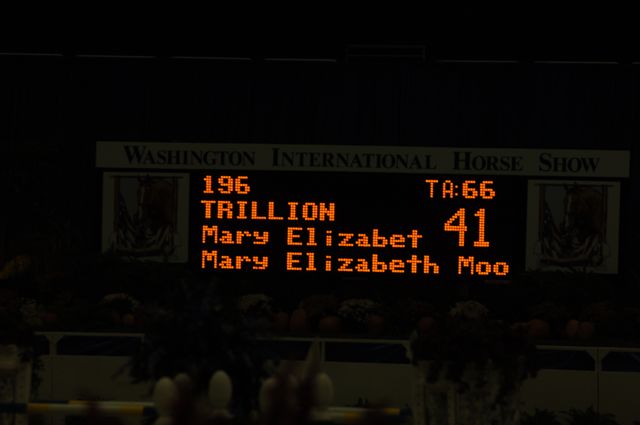 WASHINGTON INTERNATIONAL HORSE SHOW
196 TA:66
TRILLION 41
Mary Elizabet
Mary Elizabeth Moo